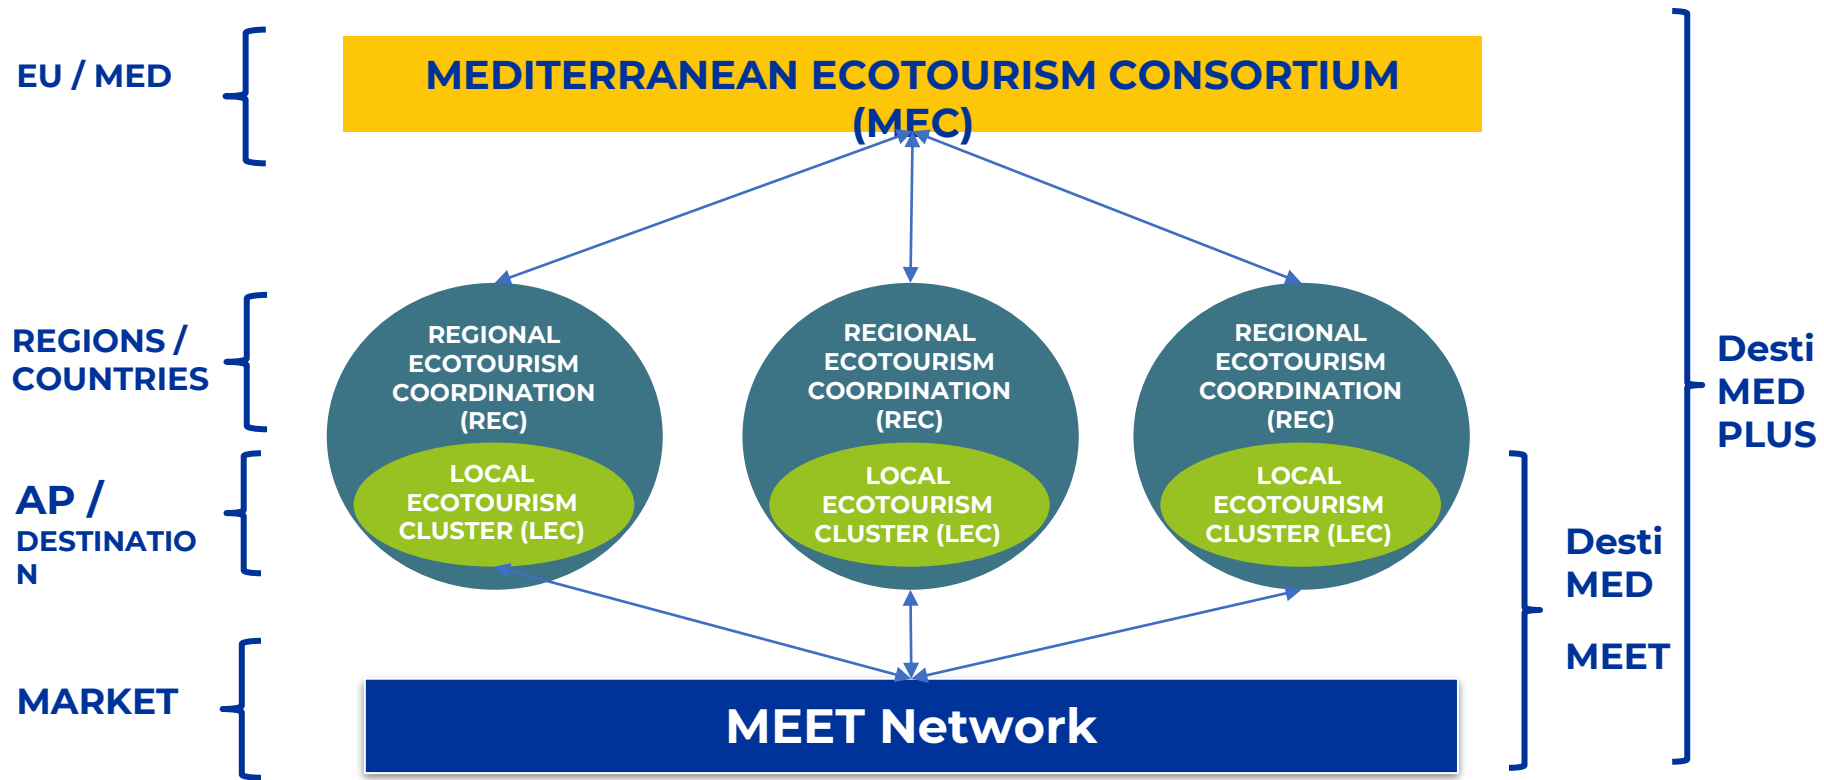 EU / MED
MEDITERRANEAN ECOTOURISM CONSORTIUM
(MEC)
REGIONS /
COUNTRIES
REGIONAL
ECOTOURISM
COORDINATION
(REC)
LOCAL
ECOTOURISM
CLUSTER (LEC)
REGIONAL
ECOTOURISM
COORDINATION
(REC)
LOCAL
ECOTOURISM
CLUSTER (LEC)
REGIONAL
ECOTOURISM
COORDINATION
(REC)
LOCAL
ECOTOURISM
CLUSTER (LEC)
Desti
MED
PLUS
AP /
DESTINATIO
N
Desti
MED
MEET
MARKET
MEET Network